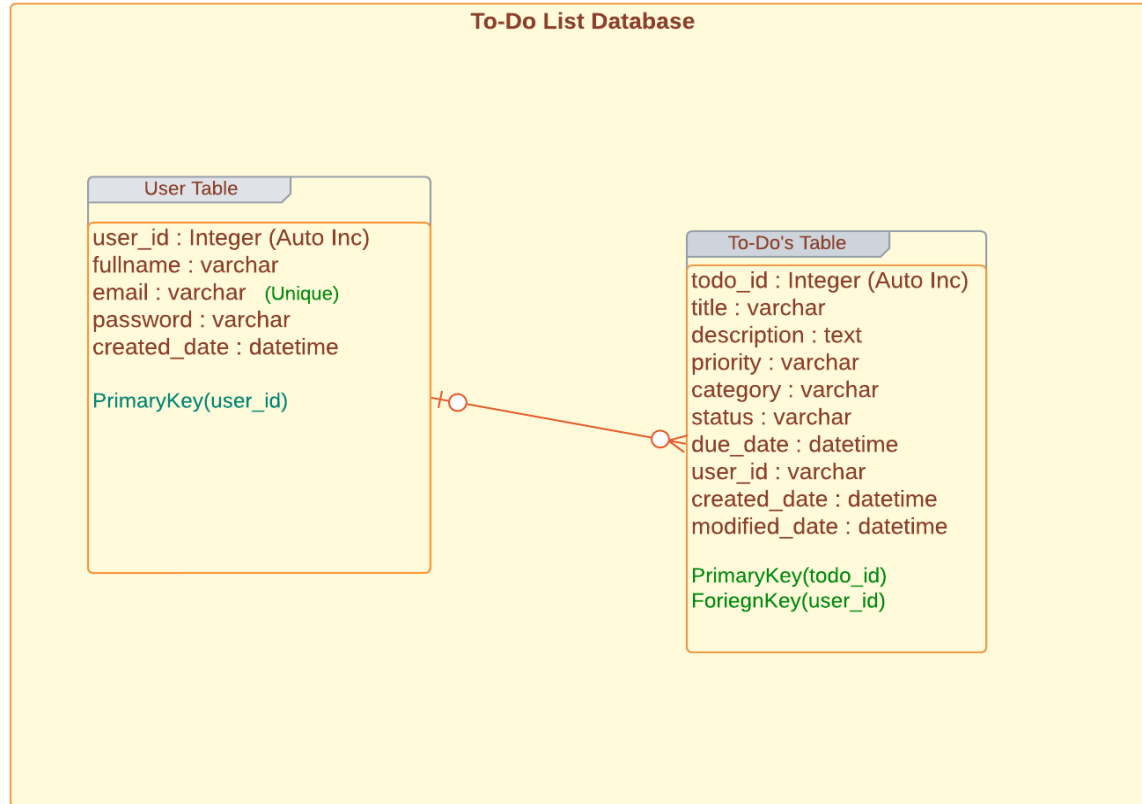 To-Do List Database
User Table
user_id : Integer (Auto Inc)
fullname : varchar
email : varchar (Unique)
password : varchar
created_date : datetime
PrimaryKey(user_id)
To-Do's Table
todo_id : Integer (Auto Inc)
title : varchar
description : text
priority : varchar
category : varchar
status : varchar
due_date : datetime
user_id : varchar
created_date : datetime
modified_date : datetime
PrimaryKey(todo_id)
ForiegnKey(user_id)